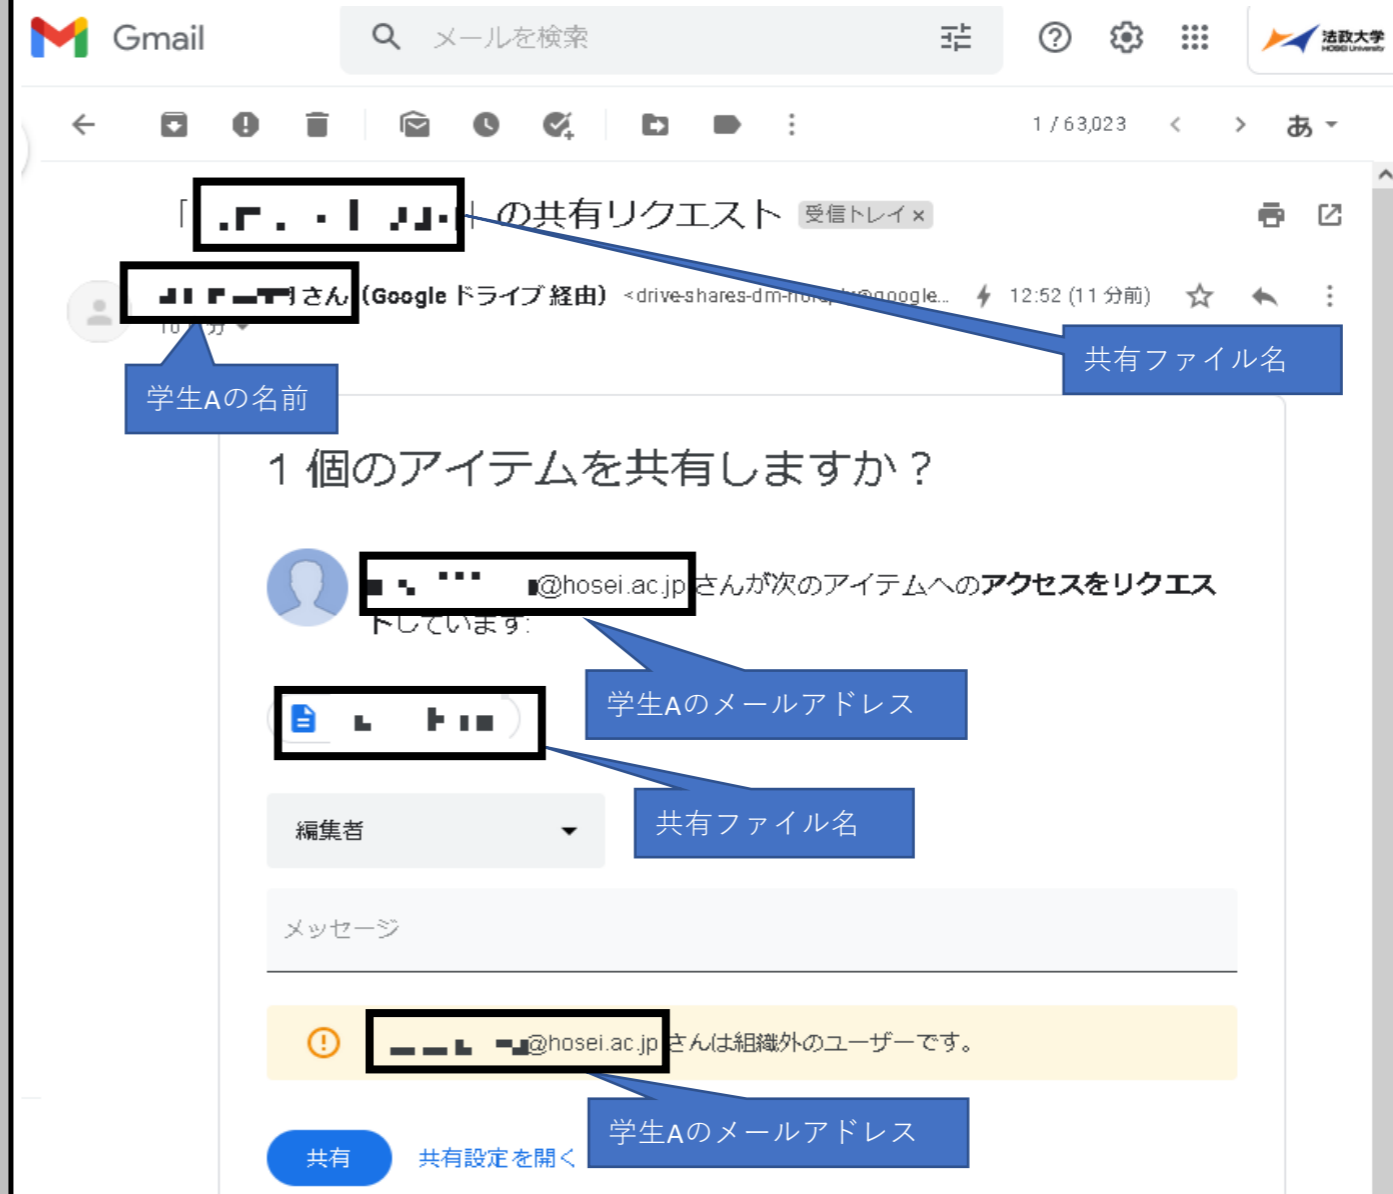 Gmail
メールを検索
法政大学
HOSEI University
1 / 63,023
あ
「
の共有リクエスト
受信トレイ ×
さん (Google ドライブ 経由)
12:52 (11 分前)
共有ファイル名
学生Aの名前
1 個のアイテムを共有しますか？
@hosei.ac.jp さんが次のアイテムへのアクセスをリクエス
トしています:
学生Aのメールアドレス
共有ファイル名
編集者
メッセージ
@hosei.ac.jp さんは組織外のユーザーです。
学生Aのメールアドレス
共有
共有設定を開く